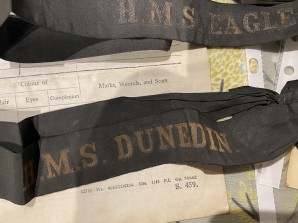 H.M.S. EAGLE
Colour of
Marks, Wounds, and Scars
Hair Eyes Complexion
H.M.S. DUNEDIN.
S. 459.